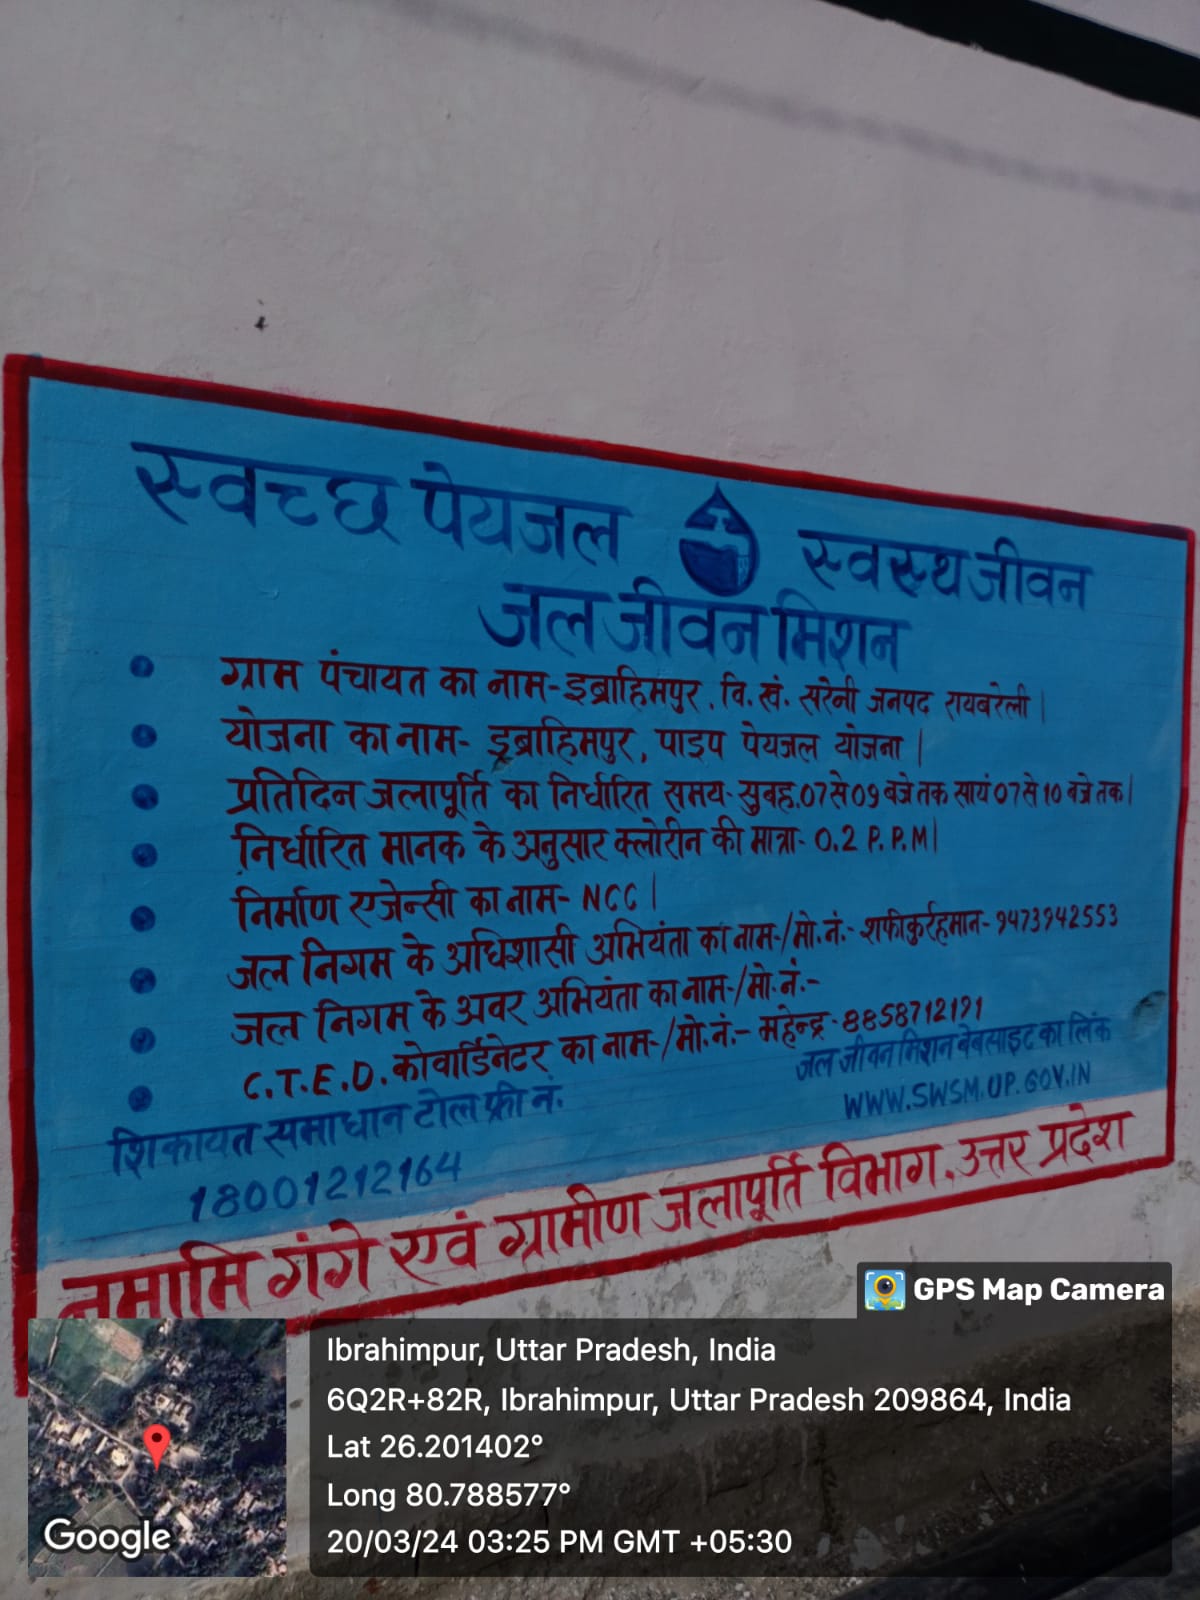 स्वच्छ पेयजल स्वस्थ जीवन
जल जीवन मिशन
ग्राम पंचायत का नाम- इब्राहिमपुर, वि. खं. सरेनी जनपद रायबरेली |
योजना का नाम- इब्राहिमपुर, पाइप पेयजल योजना |
प्रतिदिन जलापूर्ति का निर्धारित समय- सुबह. 07 से 09 बजे तक सायं 07 से 10 बजे तक |
निर्धारित मानक के अनुसार क्लोरीन की मात्रा- 0.2 P.P.M |
निर्माण एजेन्सी का नाम- NCC |
जल निगम के अधिशासी अभियंता का नाम-/मो.नं.- शफीकुर्रहमान- 9473942553
जल निगम के अवर अभियंता का नाम-/मो.नं.-
C.T.E.D. कोवार्डिनेटर का नाम-/मो.नं.- महेन्द्र- 8858712191
शिकायत समाधान टोल फ्री नं.
18001212164
जल जीवन मिशन बेबसाइट का लिंक
WWW.SWSM.UP.GOV.IN
नमामि गंगे एवं ग्रामीण जलापूर्ति विभाग, उत्तर प्रदेश
GPS Map Camera
Ibrahimpur, Uttar Pradesh, India
6Q2R+82R, Ibrahimpur, Uttar Pradesh 209864, India
Lat 26.201402°
Long 80.788577°
20/03/24 03:25 PM GMT +05:30
Google